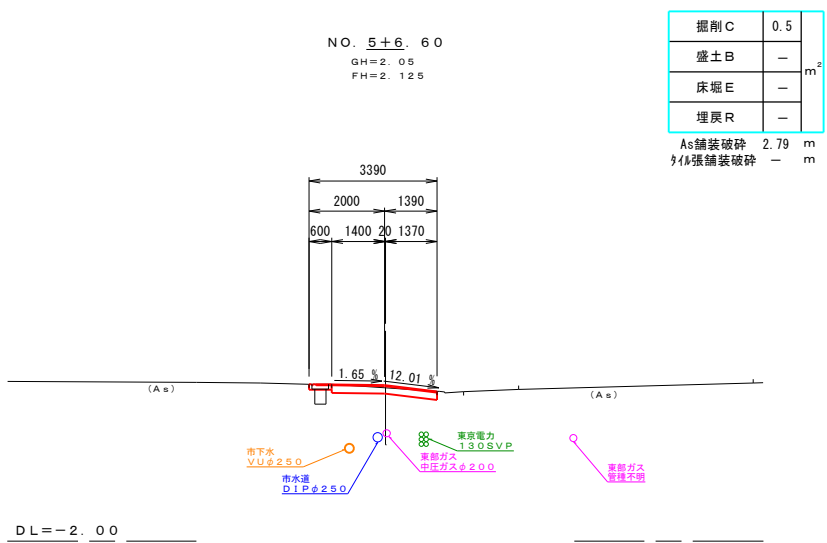 NO. 5+6. 60
GH=2. 05
FH=2. 125
掘削C 0.5
盛土B －
m²
床堀E －
埋戻R －
As舗装破砕 2.79 m
ﾀｲﾙ張舗装破砕 － m
3390
2000 1390
600 1400 20 1370
1.65 % 12.01 %
(As)
(As)
市下水
VUφ250
市水道
DIPφ250
東部ガス
中圧ガスφ200
東京電力
130SVP
東部ガス
管種不明
DL=-2. 00